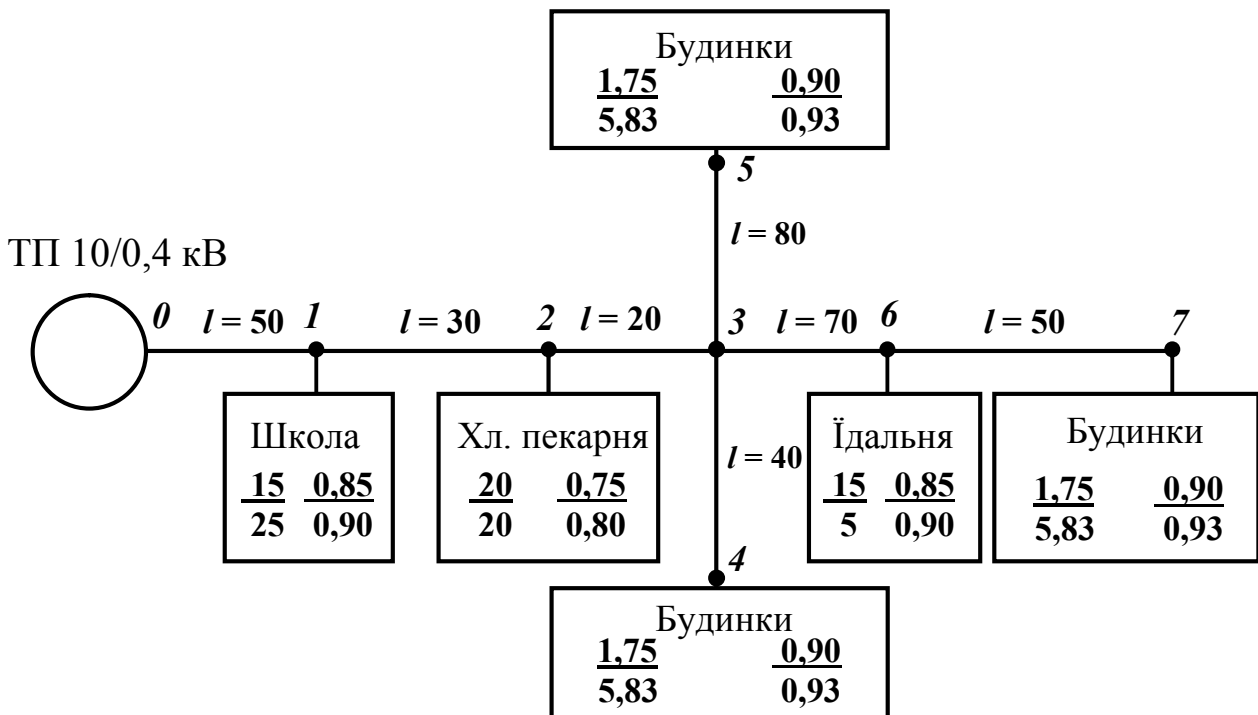 Будинки
1,75 0,90
5,83 0,93
5
l = 80
ТП 10/0,4 кВ
0 l = 50 1 l = 30 2 l = 20 3 l = 70 6 l = 50 7
Школа
15 0,85
25 0,90
Хл. пекарня
20 0,75
20 0,80
l = 40
Їдальня
15 0,85
5 0,90
Будинки
1,75 0,90
5,83 0,93
4
Будинки
1,75 0,90
5,83 0,93